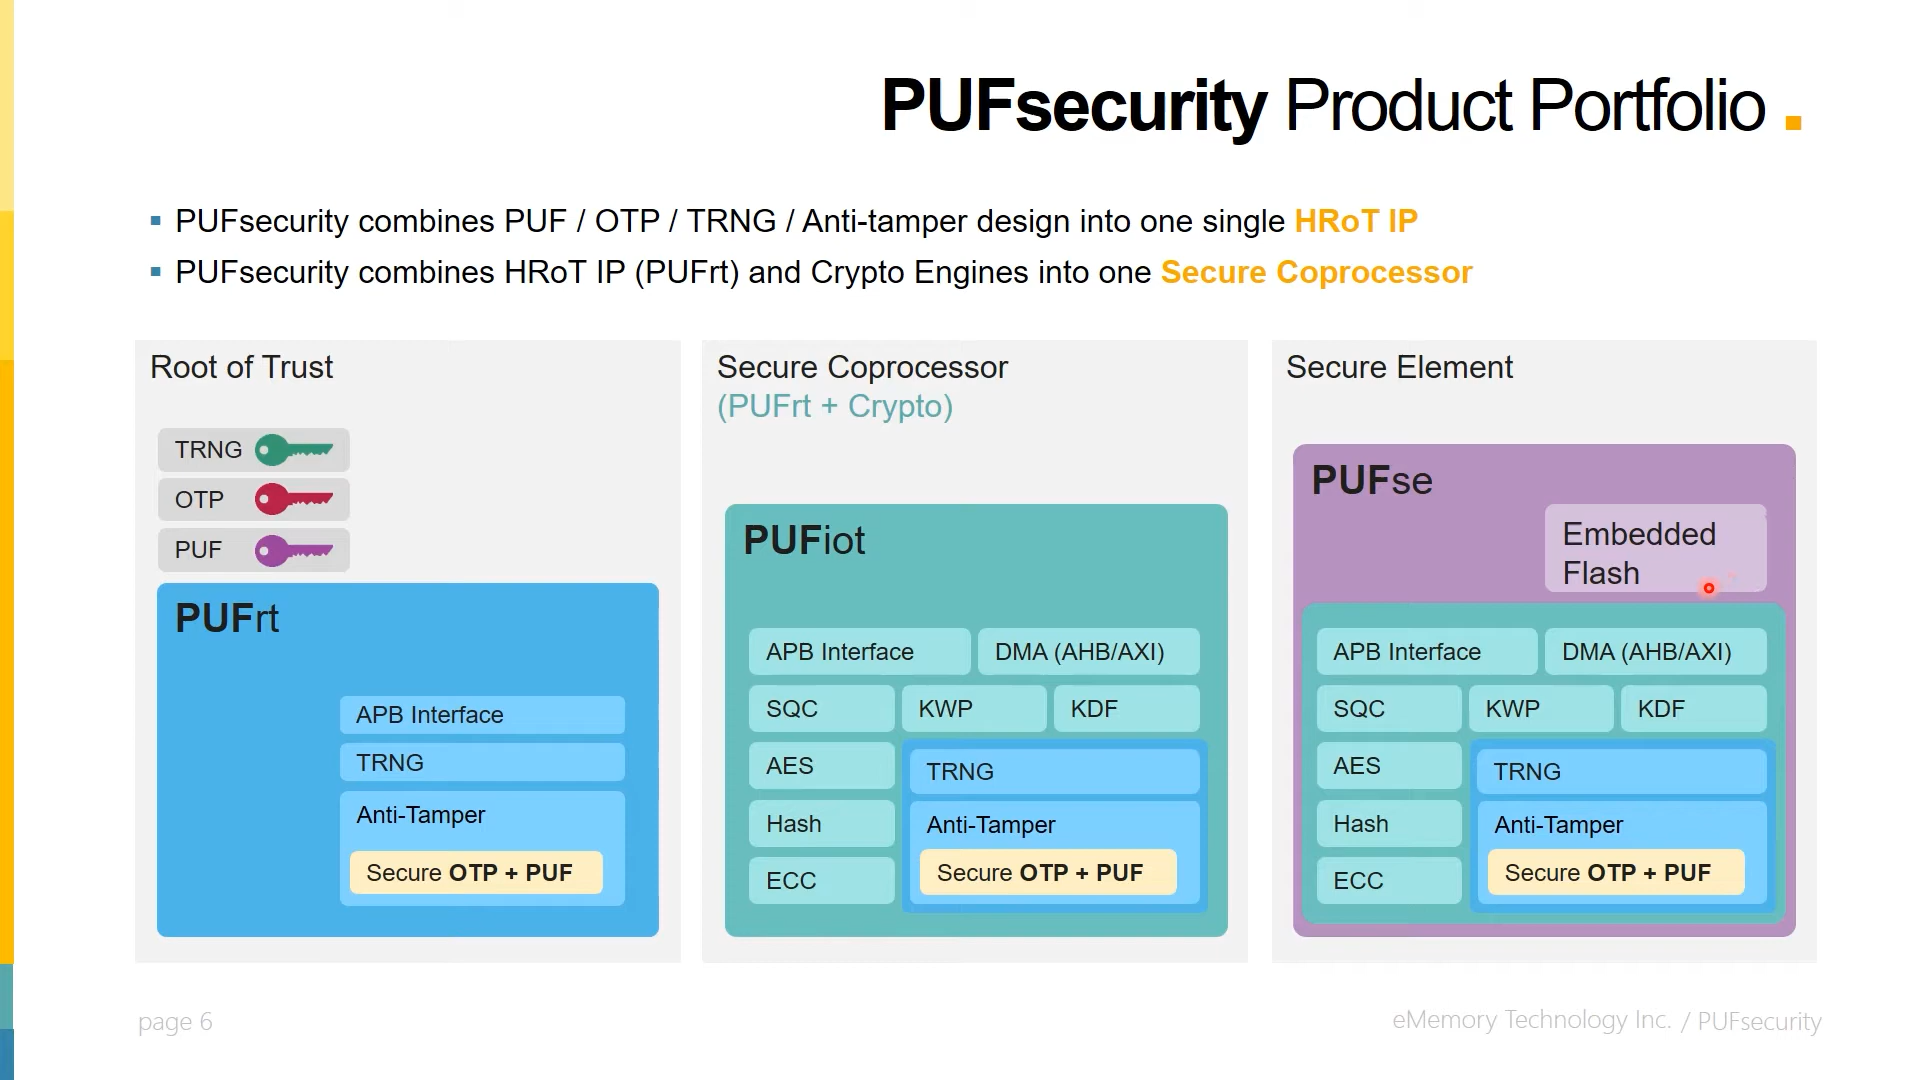 PUFsecurity Product Portfolio .
▪ PUFsecurity combines PUF / OTP / TRNG / Anti-tamper design into one single HRoT IP
▪ PUFsecurity combines HRoT IP (PUFrt) and Crypto Engines into one Secure Coprocessor
Root of Trust
TRNG
OTP
PUF
PUFrt
APB Interface
TRNG
Anti-Tamper
Secure OTP + PUF
Secure Coprocessor
(PUFrt + Crypto)
PUFiot
APB Interface
DMA (AHB/AXI)
SQC
KWP
KDF
AES
Hash
ECC
TRNG
Anti-Tamper
Secure OTP + PUF
Secure Element
PUFse
Embedded
Flash
APB Interface
DMA (AHB/AXI)
SQC
KWP
KDF
AES
Hash
ECC
TRNG
Anti-Tamper
Secure OTP + PUF
page 6
eMemory Technology Inc. / PUFsecurity